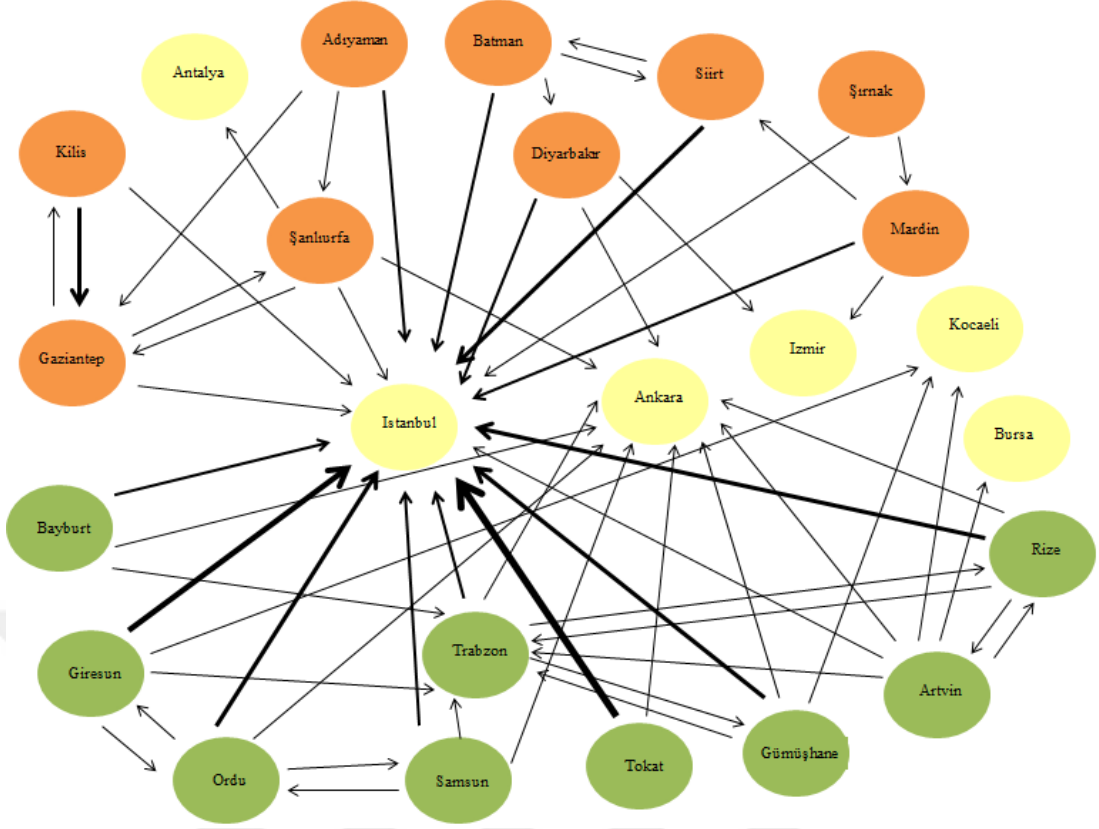 Adıyaman
Batman
Siirt
Antalya
Şırnak
Kilis
Diyarbakır
Şanlıurfa
Mardin
Kocaeli
Izmir
Gaziantep
Ankara
Istanbul
Bursa
Bayburt
Rize
Trabzon
Giresun
Artvin
Gümüşhane
Tokat
Ordu
Samsun